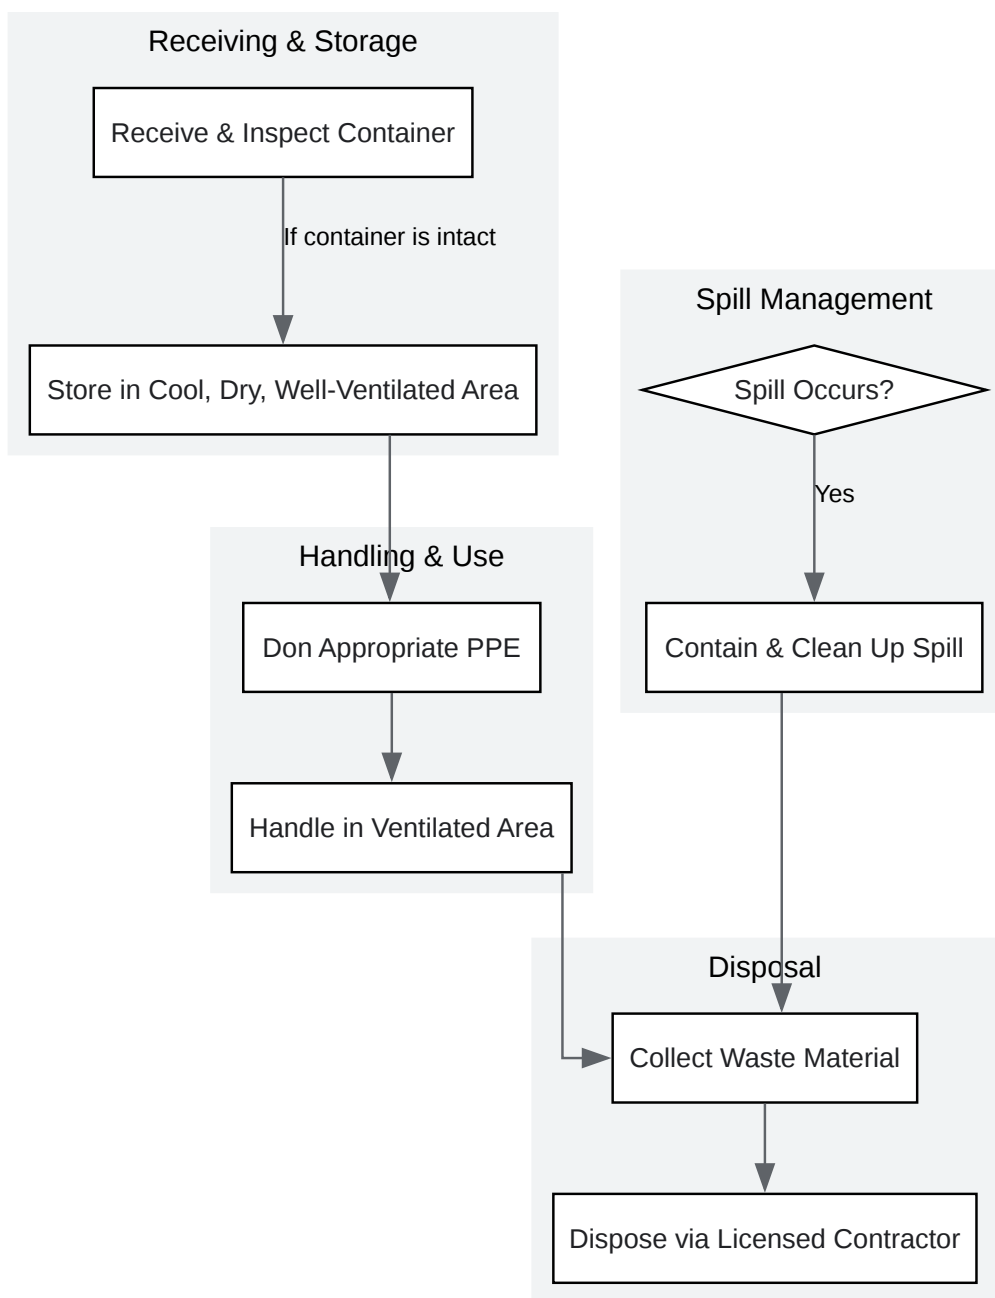 Receiving & Storage
Receive & Inspect Container
If container is intact
Store in Cool, Dry, Well-Ventilated Area
Spill Management
Spill Occurs?
Yes
Contain & Clean Up Spill
Handling & Use
Don Appropriate PPE
Handle in Ventilated Area
Disposal
Collect Waste Material
Dispose via Licensed Contractor